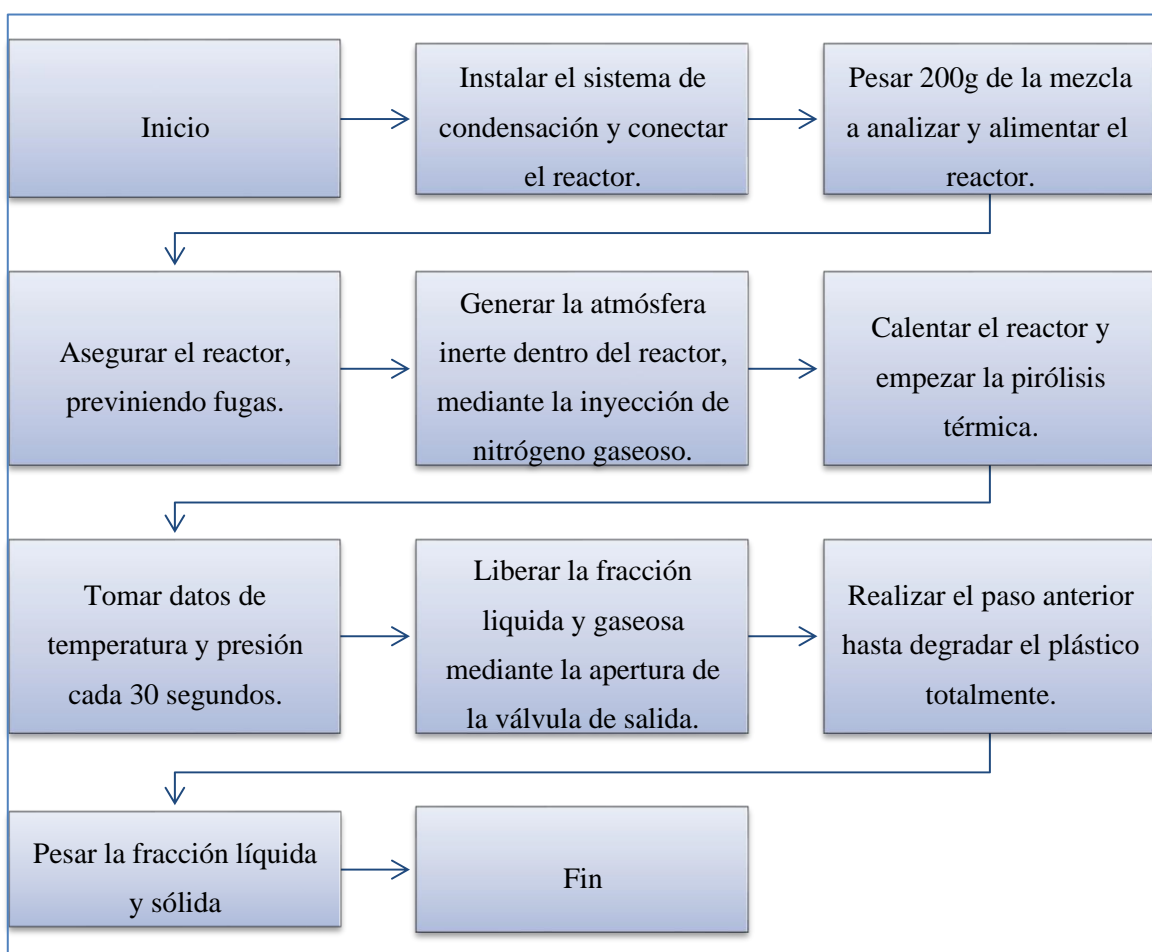 Inicio
Instalar el sistema de
condensación y conectar
el reactor.
Pesar 200g de la mezcla
a analizar y alimentar el
reactor.
Asegurar el reactor,
previniendo fugas.
Generar la atmósfera
inerte dentro del reactor,
mediante la inyección de
nitrógeno gaseoso.
Calentar el reactor y
empezar la pirólisis
térmica.
Tomar datos de
temperatura y presión
cada 30 segundos.
Liberar la fracción
liquida y gaseosa
mediante la apertura de
la válvula de salida.
Realizar el paso anterior
hasta degradar el plástico
totalmente.
Pesar la fracción líquida
y sólida
Fin